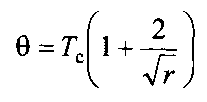 θ = T_c(1 + 2/√r)